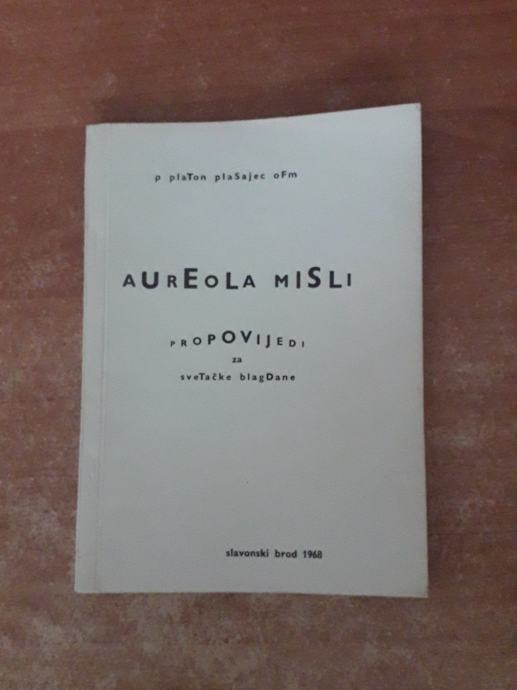 p plaTon plaSajec oFm
aUrEoLa mISLi
PROPOVIJEDI
za
sveTačke blagDane
slavonski brod 1968